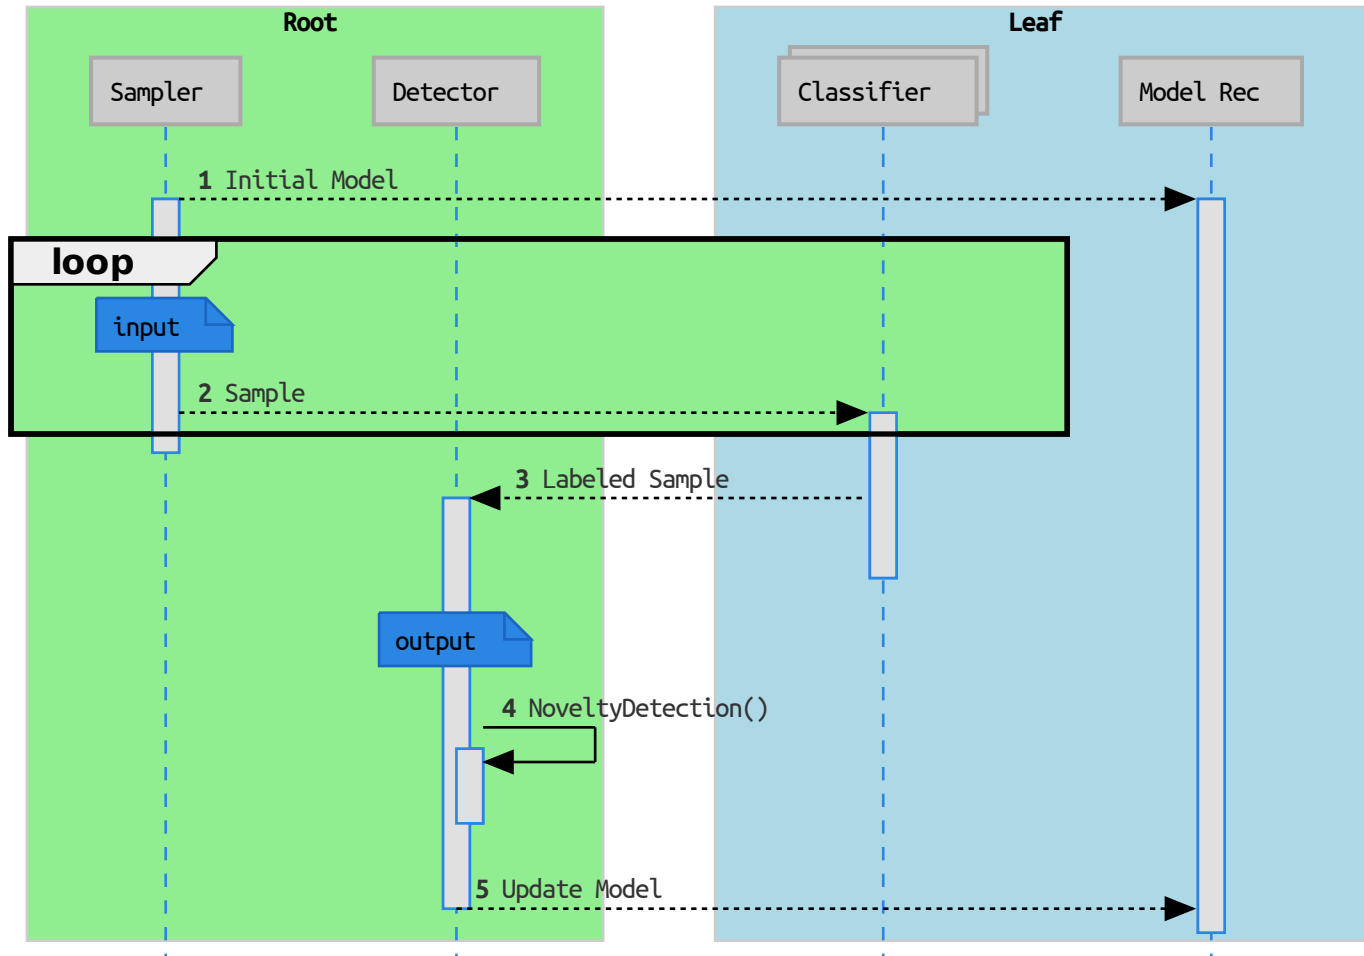 Root
Leaf
Sampler
Detector
Classifier
Model Rec
1 Initial Model
loop
input
2 Sample
3 Labeled Sample
output
4 NoveltyDetection()
5 Update Model